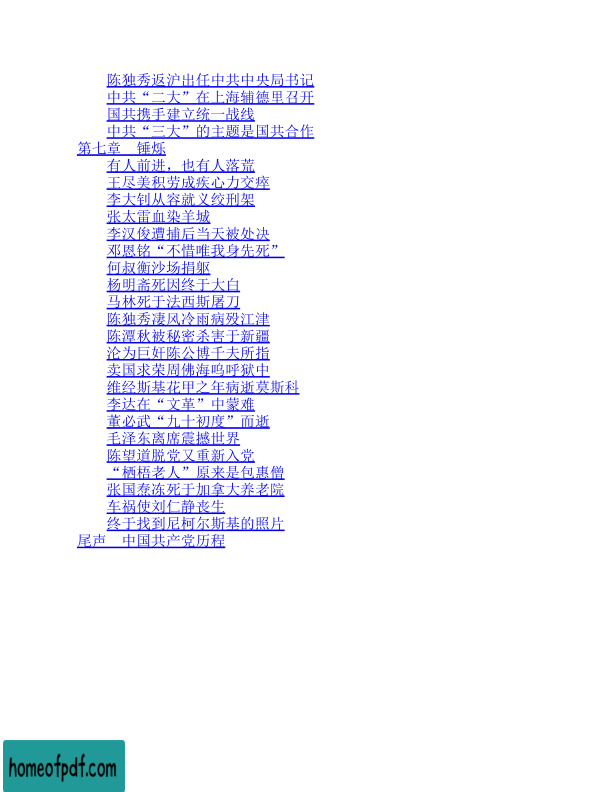 陈独秀返沪出任中共中央局书记
中共“二大”在上海辅德里召开
国共携手建立统一战线
中共“三大”的主题是国共合作
第七章　锤烁
有人前进，也有人落荒
王尽美积劳成疾心力交瘁
李大钊从容就义绞刑架
张太雷血染羊城
李汉俊遭捕后当天被处决
邓恩铭“不惜唯我身先死”
何叔衡沙场捐躯
杨明斋死因终于大白
马林死于法西斯屠刀
陈独秀凄风冷雨病殁江津
陈潭秋被秘密杀害于新疆
沦为巨奸陈公博千夫所指
卖国求荣周佛海呜呼狱中
维经斯基花甲之年病逝莫斯科
李达在“文革”中蒙难
董必武“九十初度”而逝
毛泽东离席震撼世界
陈望道脱党又重新入党
“栖梧老人”原来是包惠僧
张国焘冻死于加拿大养老院
车祸使刘仁静丧生
终于找到尼柯尔斯基的照片
尾声　中国共产党历程
homeofpdf.com